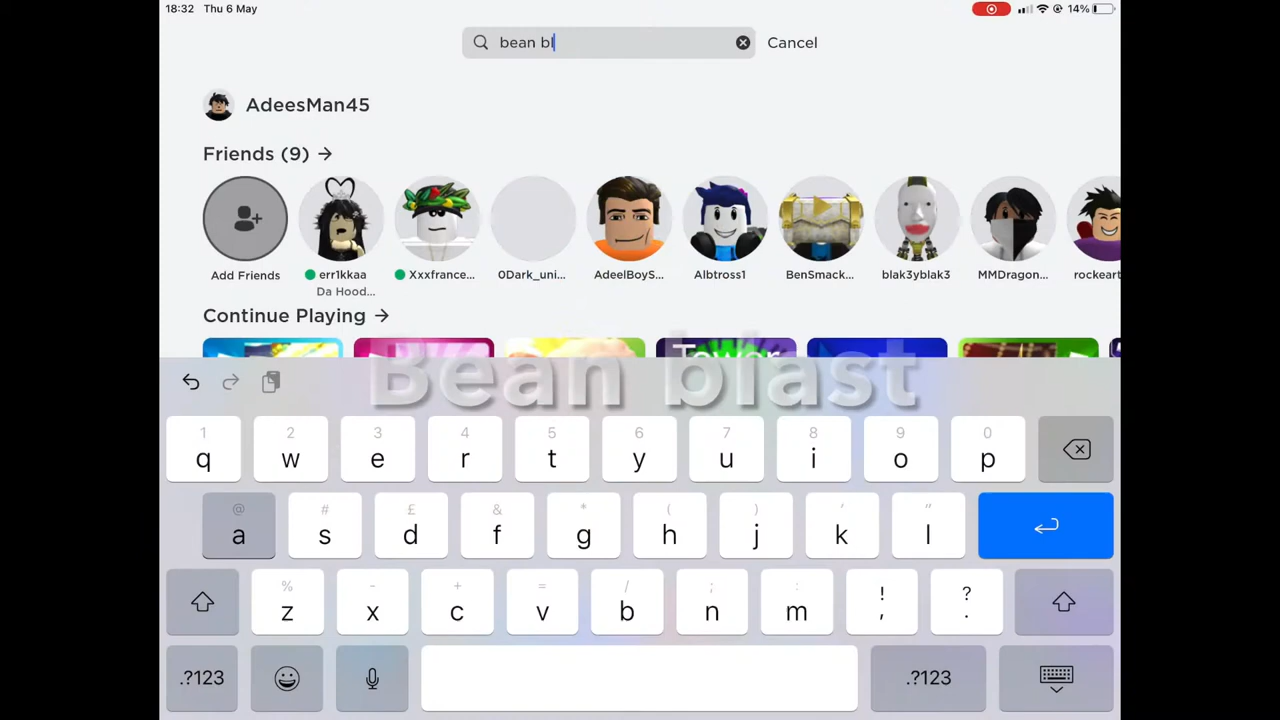 18:32 Thu 6 May 14%
bean bl Cancel
AdeesMan45
Friends (9) →
Add Friends err1kkaa Xxxfrance... 0Dark_uni... AdeelBoyS... Albtross1 BenSmack... blak3yblak3 MMDragon... rockeart
Da Hood...
Continue Playing →
Tower
Bean blast
1 2 3 4 5 6 7 8 9 0
q w e r t y u i o p
@ # £ & * ( ) ' "
a s d f g h j k l
% - + = / ; : ! ?
z x c v b n m , .
.?123 .?123